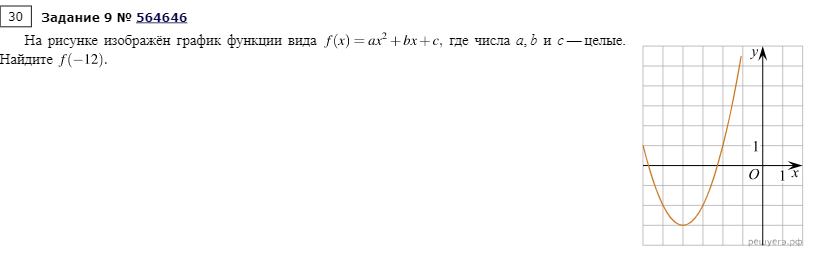 30 Задание 9 № 564646
На рисунке изображён график функции вида f(x) = ax² + bx + c, где числа a, b и c — целые.
Найдите f(−12).
y
1
O 1 x
решуегэ.рф